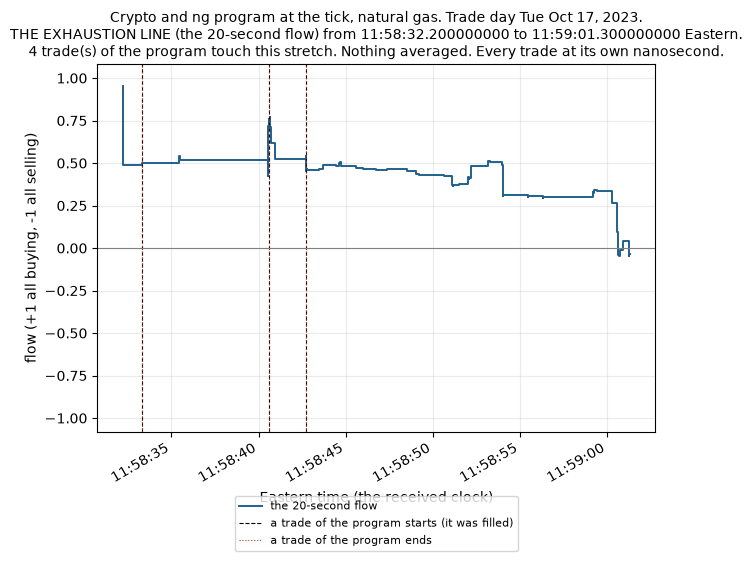 Crypto and ng program at the tick, natural gas. Trade day Tue Oct 17, 2023.
THE EXHAUSTION LINE (the 20-second flow) from 11:58:32.200000000 to 11:59:01.300000000 Eastern.
4 trade(s) of the program touch this stretch. Nothing averaged. Every trade at its own nanosecond.
flow (+1 all buying, -1 all selling)
1.00
0.75
0.50
0.25
0.00
−0.25
−0.50
−0.75
−1.00
11:58:35
11:58:40
11:58:45
11:58:50
11:58:55
11:59:00
Eastern time (the received clock)
the 20-second flow
a trade of the program starts (it was filled)
a trade of the program ends